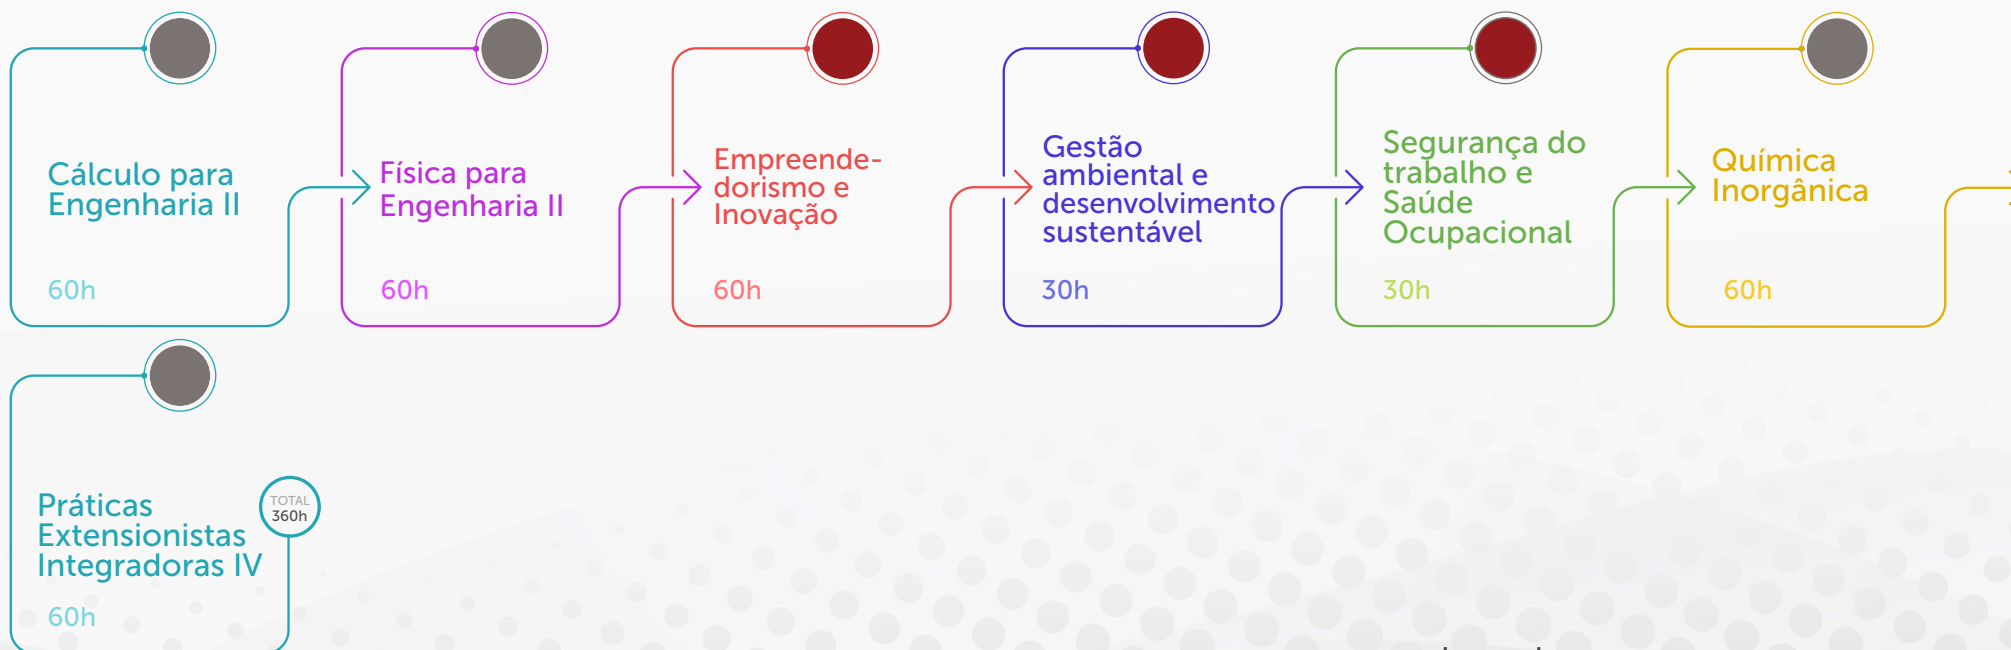 Cálculo para
Engenharia II
60h
Física para
Engenharia II
60h
Empreende-
dorismo e
Inovação
60h
Gestão
ambiental e
desenvolvimento
sustentável
30h
Segurança do
trabalho e
Saúde
Ocupacional
30h
Química
Inorgânica
60h
Práticas
Extensionistas
Integradoras IV
60h
TOTAL
360h